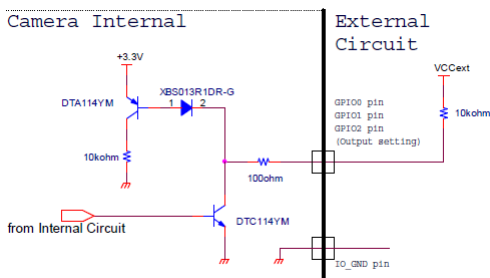 Camera Internal
External
Circuit
+3.3V
VCCext
XBS013R1DR-G
1 2
DTA114YM
GPIO0 pin
GPIO1 pin
GPIO2 pin
(Output setting)
10kohm
10kohm
100ohm
DTC114YM
from Internal Circuit
IO_GND pin